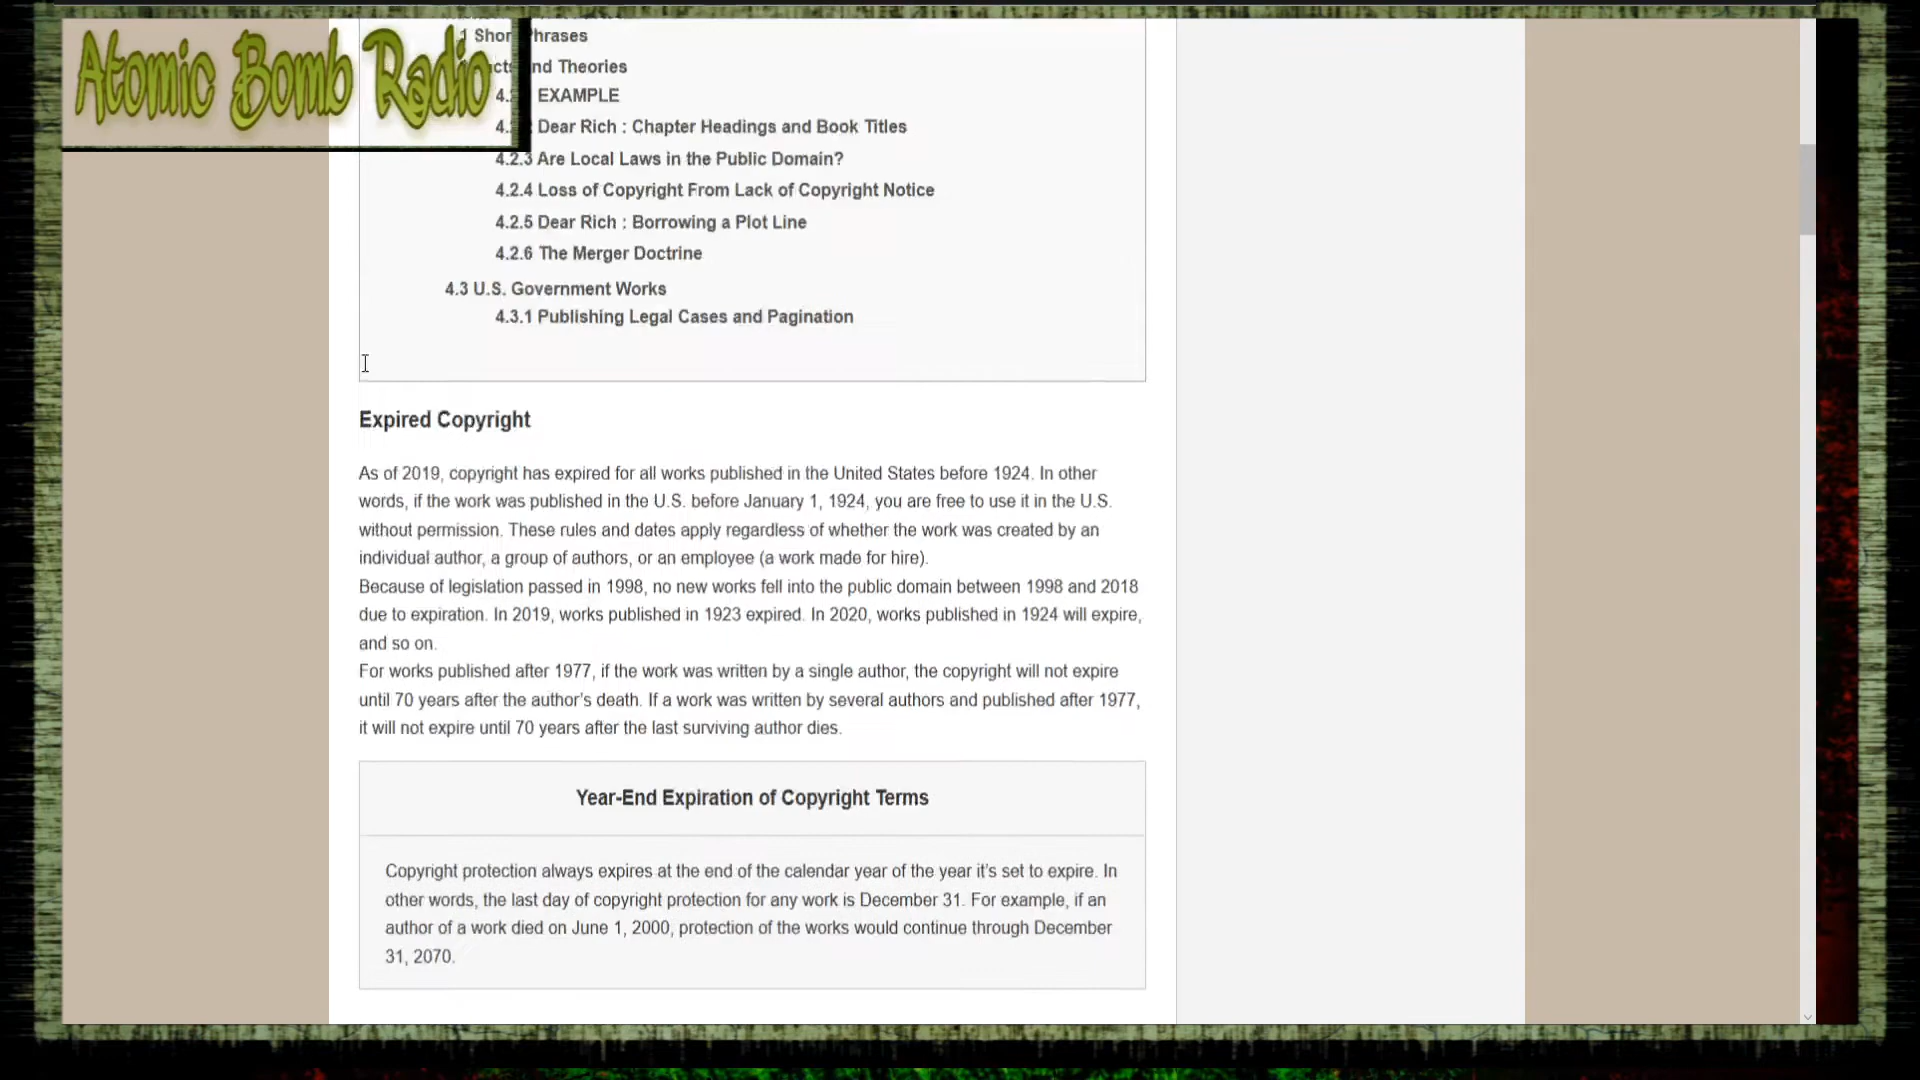 Atomic Bomb Radio
1 Short Phrases
and Theories
EXAMPLE
Dear Rich : Chapter Headings and Book Titles
4.2.3 Are Local Laws in the Public Domain?
4.2.4 Loss of Copyright From Lack of Copyright Notice
4.2.5 Dear Rich : Borrowing a Plot Line
4.2.6 The Merger Doctrine
4.3 U.S. Government Works
4.3.1 Publishing Legal Cases and Pagination
Expired Copyright
As of 2019, copyright has expired for all works published in the United States before 1924. In other
words, if the work was published in the U.S. before January 1, 1924, you are free to use it in the U.S.
without permission. These rules and dates apply regardless of whether the work was created by an
individual author, a group of authors, or an employee (a work made for hire).
Because of legislation passed in 1998, no new works fell into the public domain between 1998 and 2018
due to expiration. In 2019, works published in 1923 expired. In 2020, works published in 1924 will expire,
and so on.
For works published after 1977, if the work was written by a single author, the copyright will not expire
until 70 years after the author's death. If a work was written by several authors and published after 1977,
it will not expire until 70 years after the last surviving author dies.
Year-End Expiration of Copyright Terms
Copyright protection always expires at the end of the calendar year of the year it's set to expire. In
other words, the last day of copyright protection for any work is December 31. For example, if an
author of a work died on June 1, 2000, protection of the works would continue through December
31, 2070.